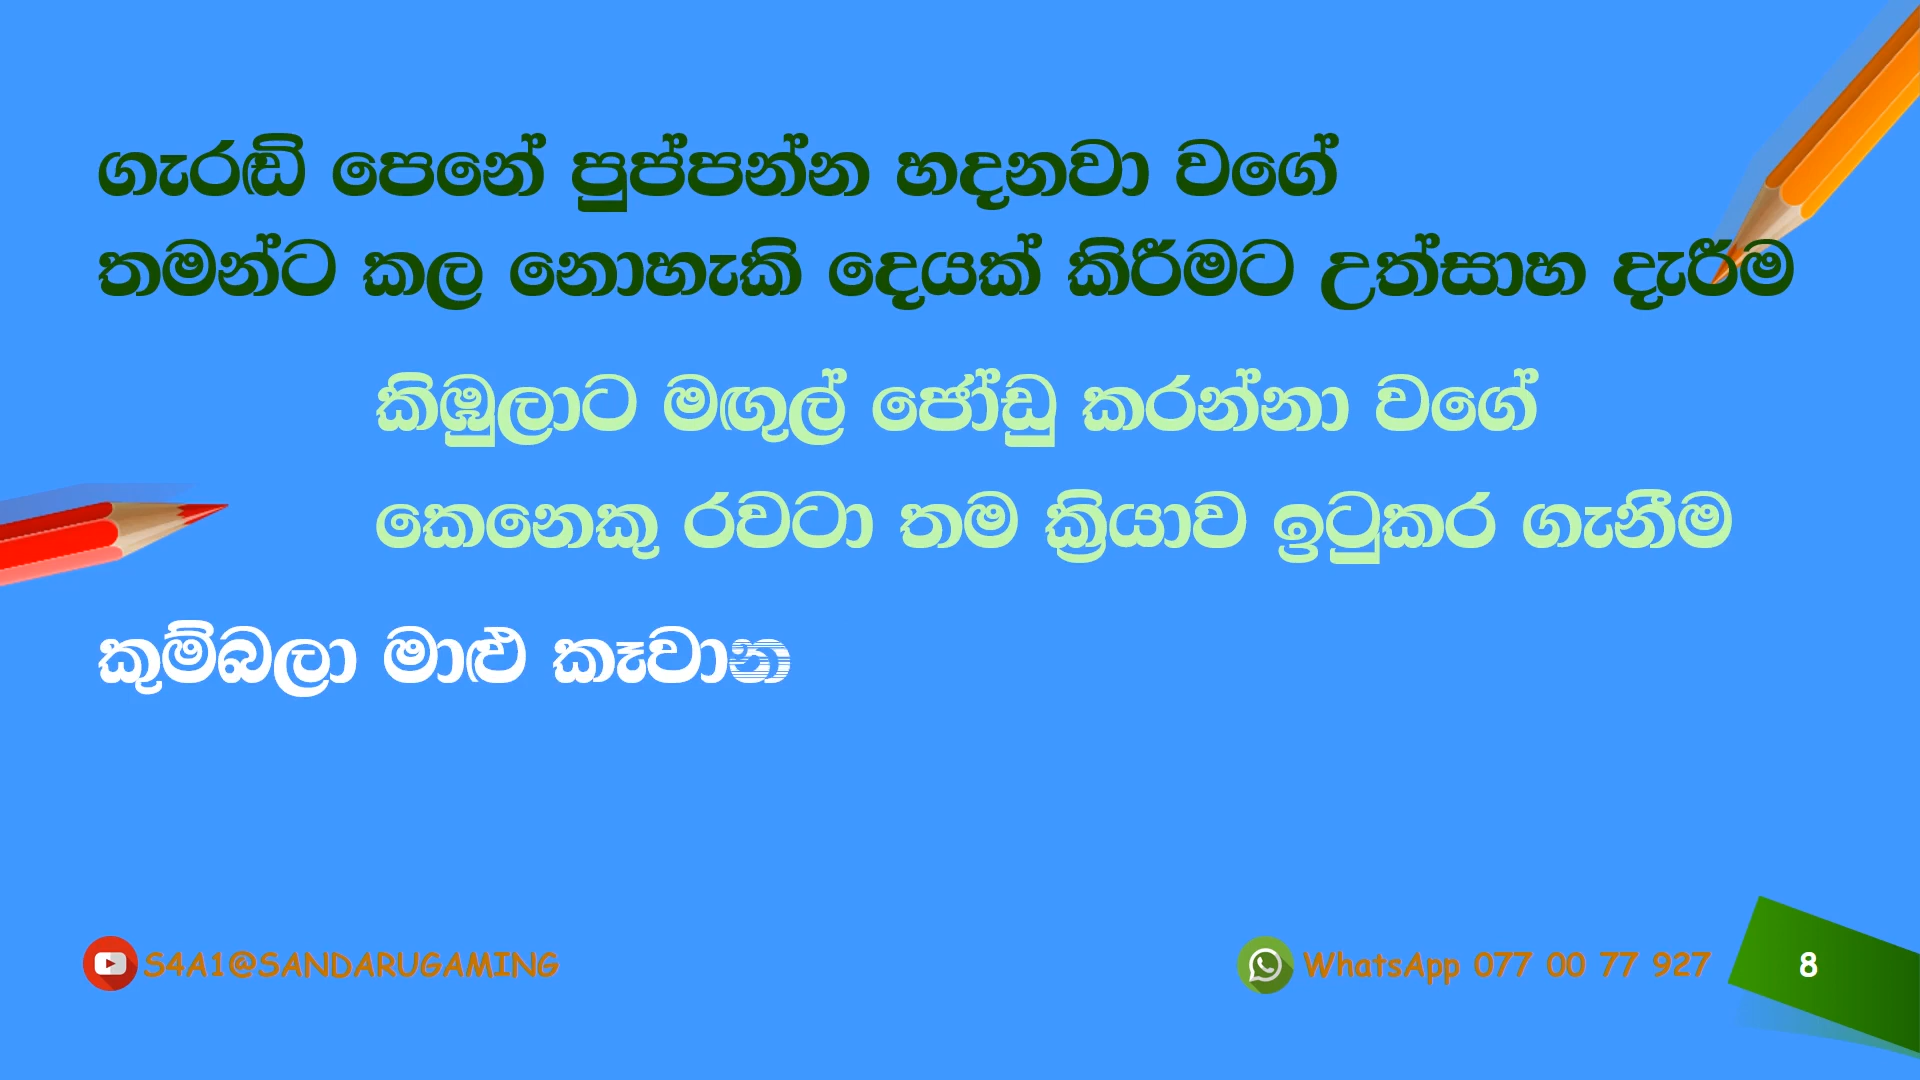 ගැරඬි පෙනේ පුප්පන්න හදනවා වගේ
තමන්ට කල නොහැකි දෙයක් කිරීමට උත්සාහ දැරීම
කිඹුලාට මඟුල් ජෝඩු කරන්නා වගේ
කෙනෙකු රවටා තම ක්‍රියාව ඉටුකර ගැනීම
කුම්බලා මාළු කෑවාන
S4A1@SANDARUGAMING
WhatsApp 077 00 77 927
8